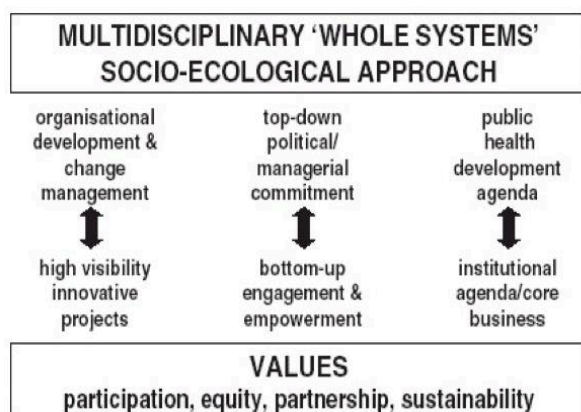 MULTIDISCIPLINARY 'WHOLE SYSTEMS'
SOCIO-ECOLOGICAL APPROACH
organisational
development &
change
management
top-down
political/
managerial
commitment
public
health
development
agenda
high visibility
innovative
projects
bottom-up
engagement &
empowerment
institutional
agenda/core
business
VALUES
participation, equity, partnership, sustainability